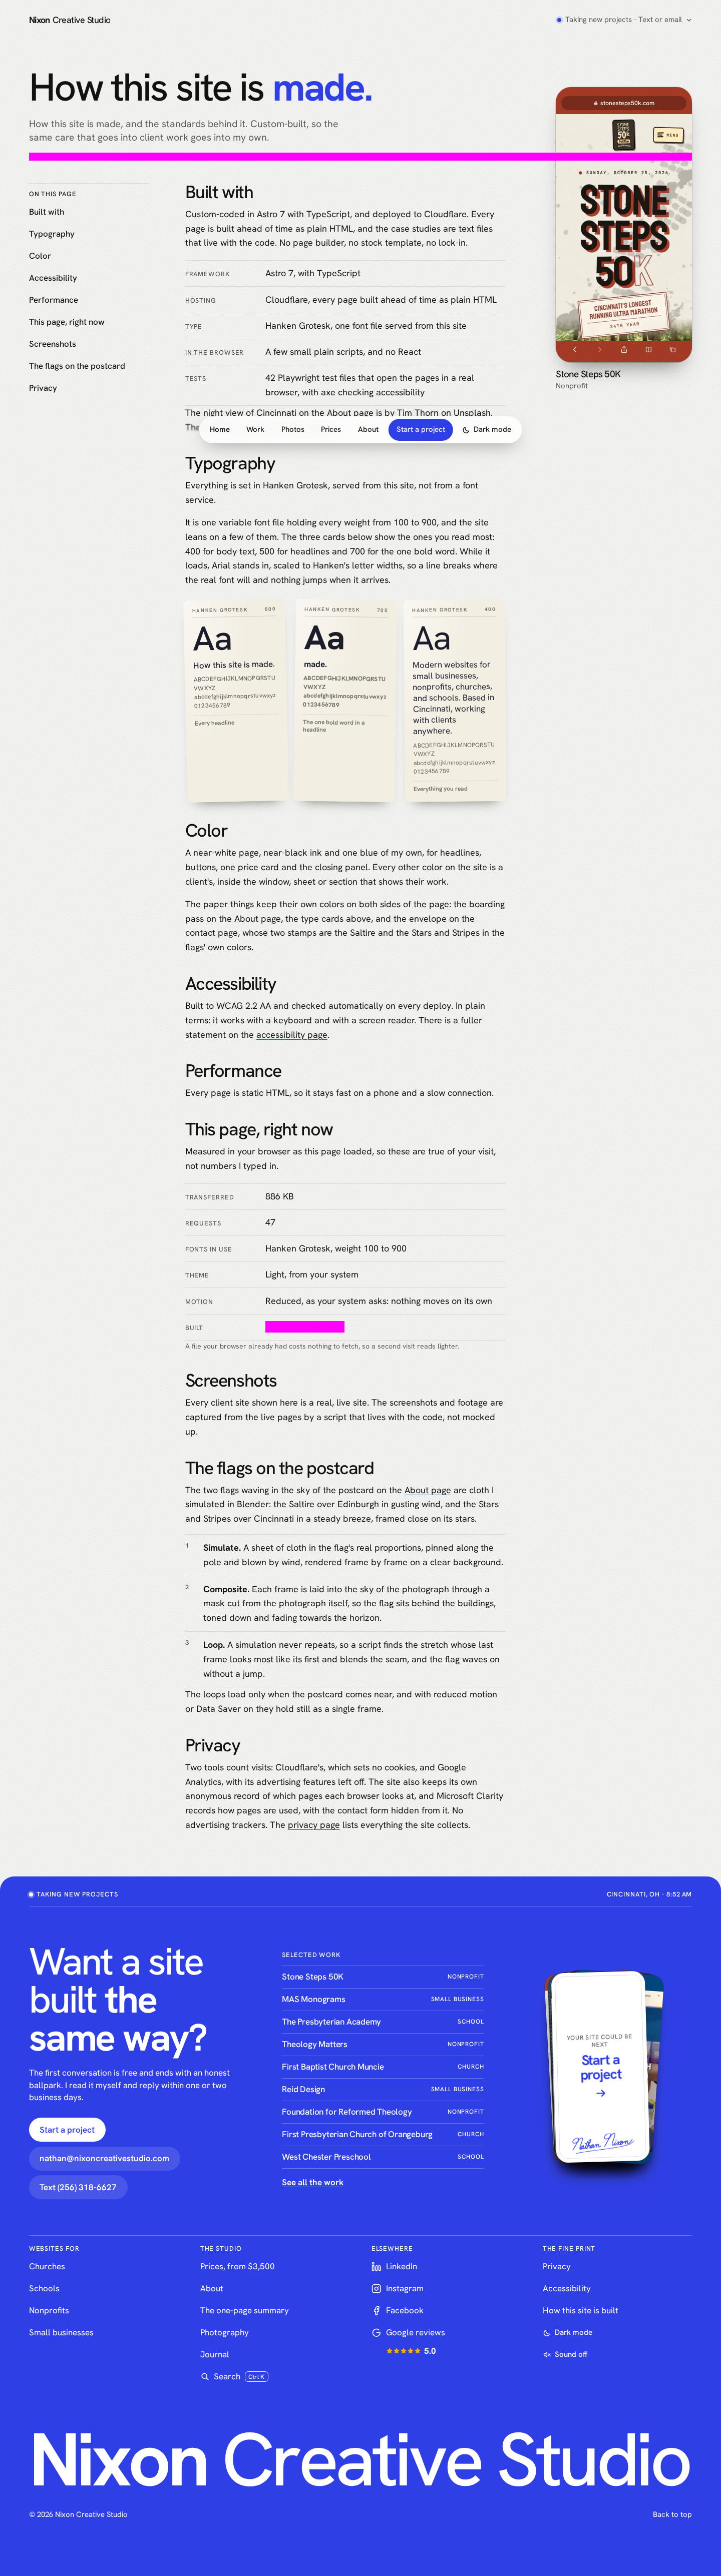 Nixon Creative Studio
Taking new projects · Text or email
How this site is made.
How this site is made, and the standards behind it. Custom-built, so the
same care that goes into client work goes into my own.
stonesteps50k.com
STONE
STEPS
50K
MENU
SUNDAY, OCTOBER 25, 2026
STONE
STEPS
50K
CINCINNATI'S LONGEST
RUNNING ULTRA MARATHON
24TH YEAR
Stone Steps 50K
Nonprofit
ON THIS PAGE
Built with
Typography
Color
Accessibility
Performance
This page, right now
Screenshots
The flags on the postcard
Privacy
Built with
Custom-coded in Astro 7 with TypeScript, and deployed to Cloudflare. Every
page is built ahead of time as plain HTML, and the case studies are text files
that live with the code. No page builder, no stock template, no lock-in.
FRAMEWORK Astro 7, with TypeScript
HOSTING Cloudflare, every page built ahead of time as plain HTML
TYPE Hanken Grotesk, one font file served from this site
IN THE BROWSER A few small plain scripts, and no React
TESTS 42 Playwright test files that open the pages in a real
browser, with axe checking accessibility
The night view of Cincinnati on the About page is by Tim Thorn on Unsplash.
The
Home Work Photos Prices About Start a project Dark mode
Typography
Everything is set in Hanken Grotesk, served from this site, not from a font
service.
It is one variable font file holding every weight from 100 to 900, and the site
leans on a few of them. The three cards below show the ones you read most:
400 for body text, 500 for headlines and 700 for the one bold word. While it
loads, Arial stands in, scaled to Hanken's letter widths, so a line breaks where
the real font will and nothing jumps when it arrives.
HANKEN GROTESK 500
Aa
How this site is made.
ABCDEFGHIJKLMNOPQRSTU
VWXYZ
abcdefghijklmnopqrstuvwxyz
0123456789
Every headline
HANKEN GROTESK 700
Aa
made.
ABCDEFGHIJKLMNOPQRSTU
VWXYZ
abcdefghijklmnopqrstuvwxyz
0123456789
The one bold word in a
headline
HANKEN GROTESK 400
Aa
Modern websites for
small businesses,
nonprofits, churches,
and schools. Based in
Cincinnati, working
with clients
anywhere.
ABCDEFGHIJKLMNOPQRSTU
VWXYZ
abcdefghijklmnopqrstuvwxyz
0123456789
Everything you read
Color
A near-white page, near-black ink and one blue of my own, for headlines,
buttons, one price card and the closing panel. Every other color on the site is a
client's, inside the window, sheet or section that shows their work.
The paper things keep their own colors on both sides of the page: the boarding
pass on the About page, the type cards above, and the envelope on the
contact page, whose two stamps are the Saltire and the Stars and Stripes in the
flags' own colors.
Accessibility
Built to WCAG 2.2 AA and checked automatically on every deploy. In plain
terms: it works with a keyboard and with a screen reader. There is a fuller
statement on the accessibility page.
Performance
Every page is static HTML, so it stays fast on a phone and a slow connection.
This page, right now
Measured in your browser as this page loaded, so these are true of your visit,
not numbers I typed in.
TRANSFERRED 886 KB
REQUESTS 47
FONTS IN USE Hanken Grotesk, weight 100 to 900
THEME Light, from your system
MOTION Reduced, as your system asks: nothing moves on its own
BUILT
A file your browser already had costs nothing to fetch, so a second visit reads lighter.
Screenshots
Every client site shown here is a real, live site. The screenshots and footage are
captured from the live pages by a script that lives with the code, not mocked
up.
The flags on the postcard
The two flags waving in the sky of the postcard on the About page are cloth I
simulated in Blender: the Saltire over Edinburgh in gusting wind, and the Stars
and Stripes over Cincinnati in a steady breeze, framed close on its stars.
1 Simulate. A sheet of cloth in the flag's real proportions, pinned along the
pole and blown by wind, rendered frame by frame on a clear background.
2 Composite. Each frame is laid into the sky of the photograph through a
mask cut from the photograph itself, so the flag sits behind the buildings,
toned down and fading towards the horizon.
3 Loop. A simulation never repeats, so a script finds the stretch whose last
frame looks most like its first and blends the seam, and the flag waves on
without a jump.
The loops load only when the postcard comes near, and with reduced motion
or Data Saver on they hold still as a single frame.
Privacy
Two tools count visits: Cloudflare's, which sets no cookies, and Google
Analytics, with its advertising features left off. The site also keeps its own
anonymous record of which pages each browser looks at, and Microsoft Clarity
records how pages are used, with the contact form hidden from it. No
advertising trackers. The privacy page lists everything the site collects.
TAKING NEW PROJECTS
CINCINNATI, OH · 8:52 AM
Want a site
built the
same way?
The first conversation is free and ends with an honest
ballpark. I read it myself and reply within one or two
business days.
Start a project
nathan@nixoncreativestudio.com
Text (256) 318-6627
SELECTED WORK
Stone Steps 50K NONPROFIT
MAS Monograms SMALL BUSINESS
The Presbyterian Academy SCHOOL
Theology Matters NONPROFIT
First Baptist Church Muncie CHURCH
Reid Design SMALL BUSINESS
Foundation for Reformed Theology NONPROFIT
First Presbyterian Church of Orangeburg CHURCH
West Chester Preschool SCHOOL
See all the work
YOUR SITE COULD BE
NEXT
Start a
project
Nathan Nixon
WEBSITES FOR
Churches
Schools
Nonprofits
Small businesses
THE STUDIO
Prices, from $3,500
About
The one-page summary
Photography
Journal
Search Ctrl K
ELSEWHERE
LinkedIn
Instagram
Facebook
Google reviews
★★★★★ 5.0
THE FINE PRINT
Privacy
Accessibility
How this site is built
Dark mode
Sound off
Nixon Creative Studio
© 2026 Nixon Creative Studio
Back to top